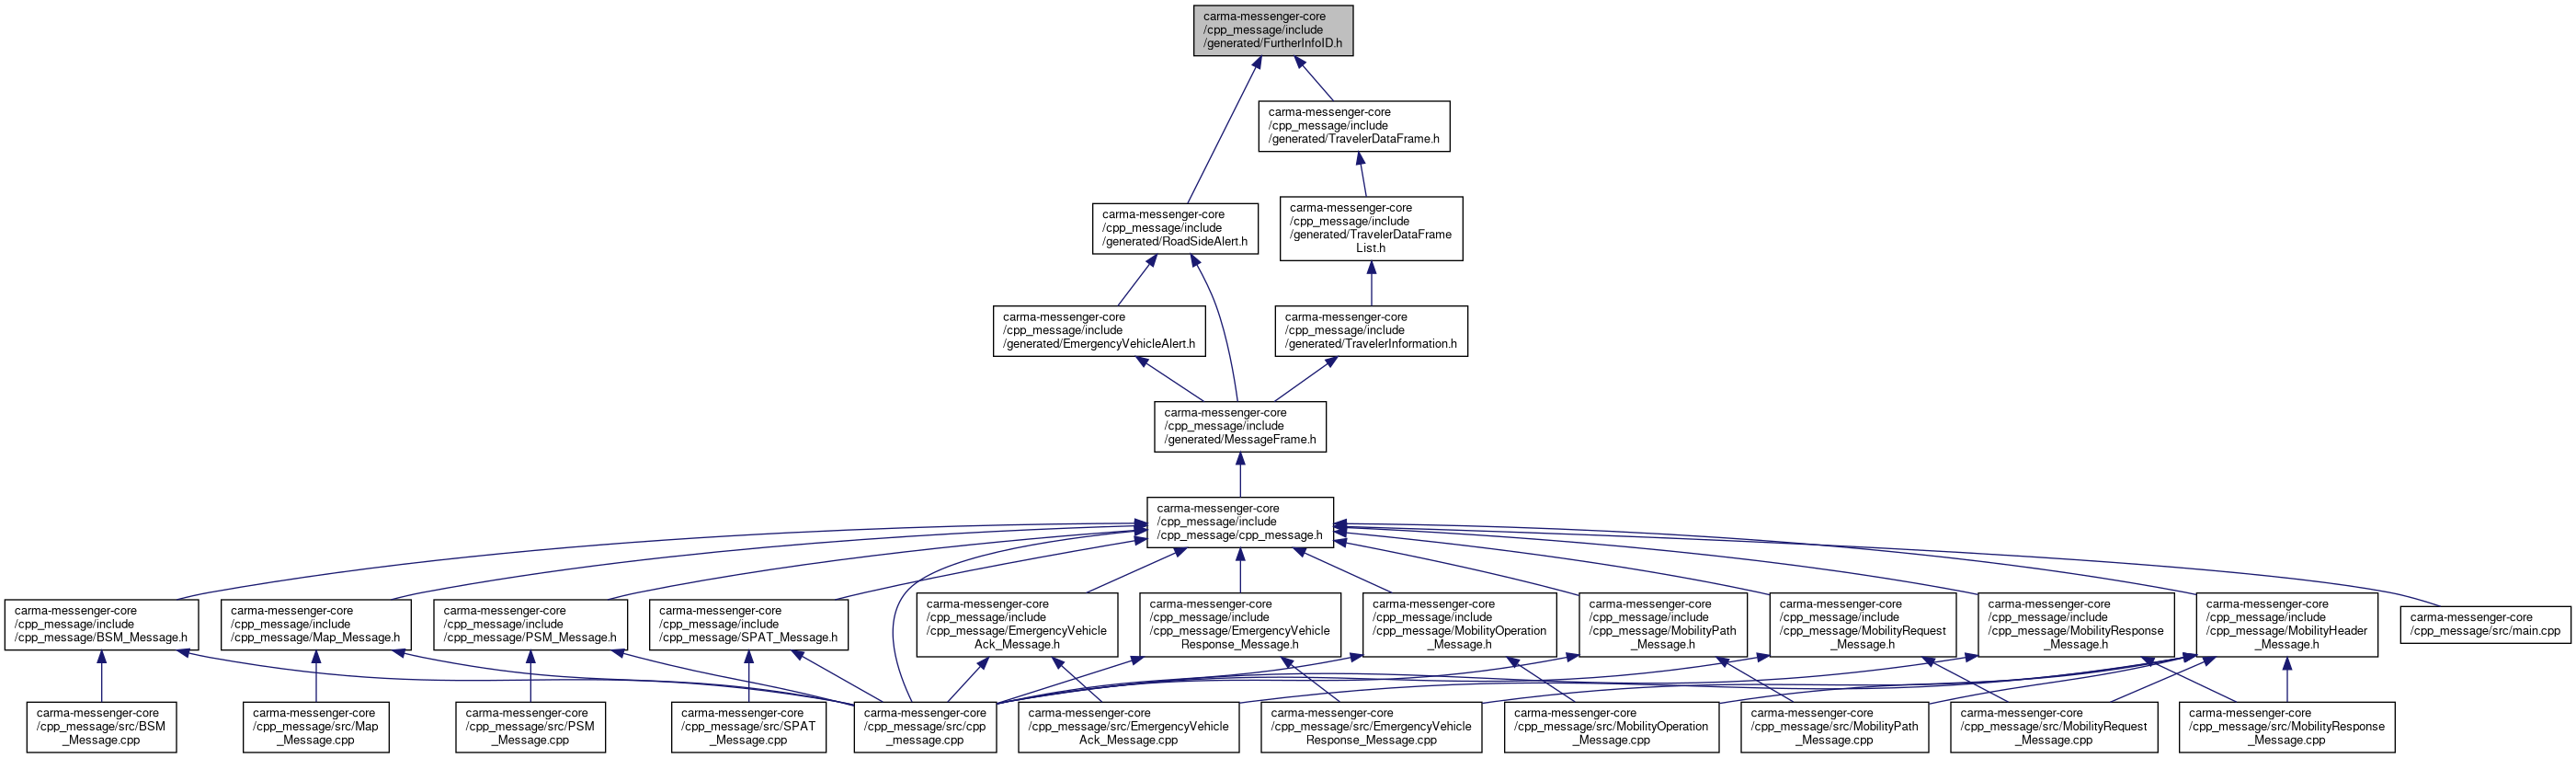 carma-messenger-core
/cpp_message/include
/generated/FurtherInfoID.h
carma-messenger-core
/cpp_message/include
/generated/TravelerDataFrame.h
carma-messenger-core
/cpp_message/include
/generated/RoadSideAlert.h
carma-messenger-core
/cpp_message/include
/generated/TravelerDataFrame
List.h
carma-messenger-core
/cpp_message/include
/generated/EmergencyVehicleAlert.h
carma-messenger-core
/cpp_message/include
/generated/TravelerInformation.h
carma-messenger-core
/cpp_message/include
/generated/MessageFrame.h
carma-messenger-core
/cpp_message/include
/cpp_message/cpp_message.h
carma-messenger-core
/cpp_message/include
/cpp_message/BSM_Message.h
carma-messenger-core
/cpp_message/include
/cpp_message/Map_Message.h
carma-messenger-core
/cpp_message/include
/cpp_message/PSM_Message.h
carma-messenger-core
/cpp_message/include
/cpp_message/SPAT_Message.h
carma-messenger-core
/cpp_message/include
/cpp_message/EmergencyVehicle
Ack_Message.h
carma-messenger-core
/cpp_message/include
/cpp_message/EmergencyVehicle
Response_Message.h
carma-messenger-core
/cpp_message/include
/cpp_message/MobilityOperation
_Message.h
carma-messenger-core
/cpp_message/include
/cpp_message/MobilityPath
_Message.h
carma-messenger-core
/cpp_message/include
/cpp_message/MobilityRequest
_Message.h
carma-messenger-core
/cpp_message/include
/cpp_message/MobilityResponse
_Message.h
carma-messenger-core
/cpp_message/include
/cpp_message/MobilityHeader
_Message.h
carma-messenger-core
/cpp_message/src/main.cpp
carma-messenger-core
/cpp_message/src/BSM
_Message.cpp
carma-messenger-core
/cpp_message/src/Map
_Message.cpp
carma-messenger-core
/cpp_message/src/PSM
_Message.cpp
carma-messenger-core
/cpp_message/src/SPAT
_Message.cpp
carma-messenger-core
/cpp_message/src/cpp
_message.cpp
carma-messenger-core
/cpp_message/src/EmergencyVehicle
Ack_Message.cpp
carma-messenger-core
/cpp_message/src/EmergencyVehicle
Response_Message.cpp
carma-messenger-core
/cpp_message/src/MobilityOperation
_Message.cpp
carma-messenger-core
/cpp_message/src/MobilityPath
_Message.cpp
carma-messenger-core
/cpp_message/src/MobilityRequest
_Message.cpp
carma-messenger-core
/cpp_message/src/MobilityResponse
_Message.cpp